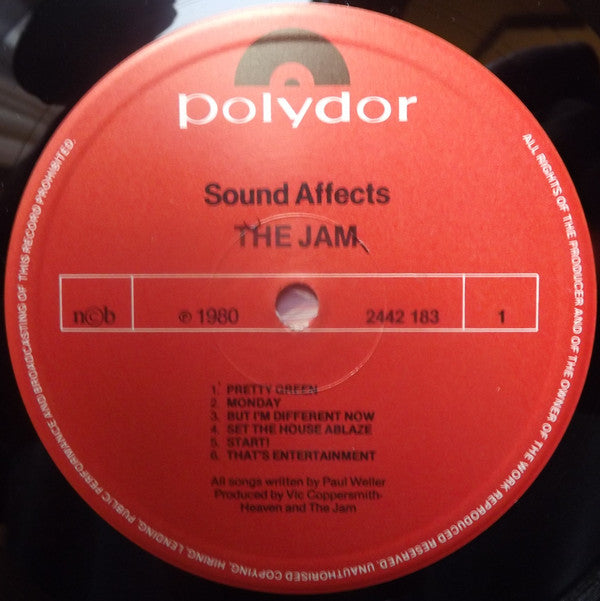 polydor
Sound Affects
THE JAM
ncb
℗ 1980
2442 183
1
1. PRETTY GREEN
2. MONDAY
3. BUT I'M DIFFERENT NOW
4. SET THE HOUSE ABLAZE
5. START!
6. THAT'S ENTERTAINMENT
All songs written by Paul Weller
Produced by Vic Coppersmith-
Heaven and The Jam
ALL RIGHTS OF THE PRODUCER AND OF THE OWNER OF THE WORK REPRODUCED RESERVED. UNAUTHORISED COPYING, HIRING, LENDING, PUBLIC PERFORMANCE AND BROADCASTING OF THIS RECORD PROHIBITED.